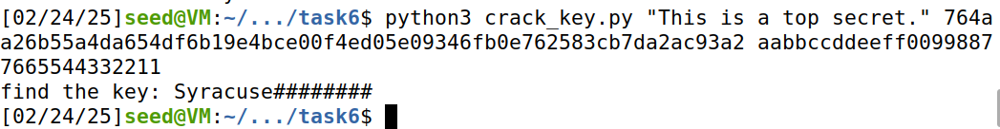 [02/24/25]seed@VM:~/.../task6$ python3 crack_key.py "This is a top secret." 764a
a26b55a4da654df6b19e4bce00f4ed05e09346fb0e762583cb7da2ac93a2 aabbccddeeff0099887
7665544332211
find the key: Syracuse########
[02/24/25]seed@VM:~/.../task6$